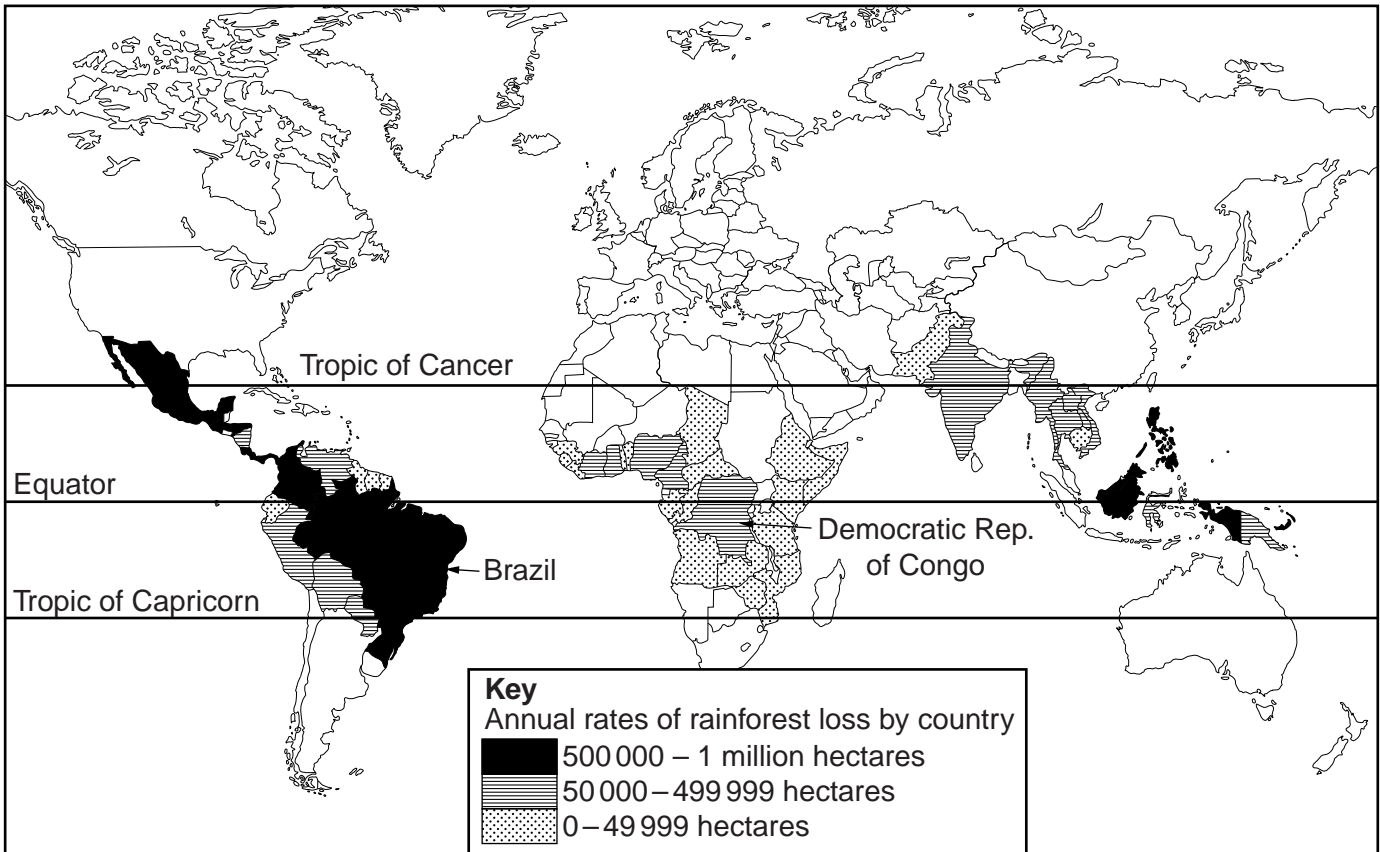 Tropic of Cancer
Equator
Democratic Rep.
of Congo
Brazil
Tropic of Capricorn
Key
Annual rates of rainforest loss by country
500 000 – 1 million hectares
50 000 – 499 999 hectares
0 – 49 999 hectares